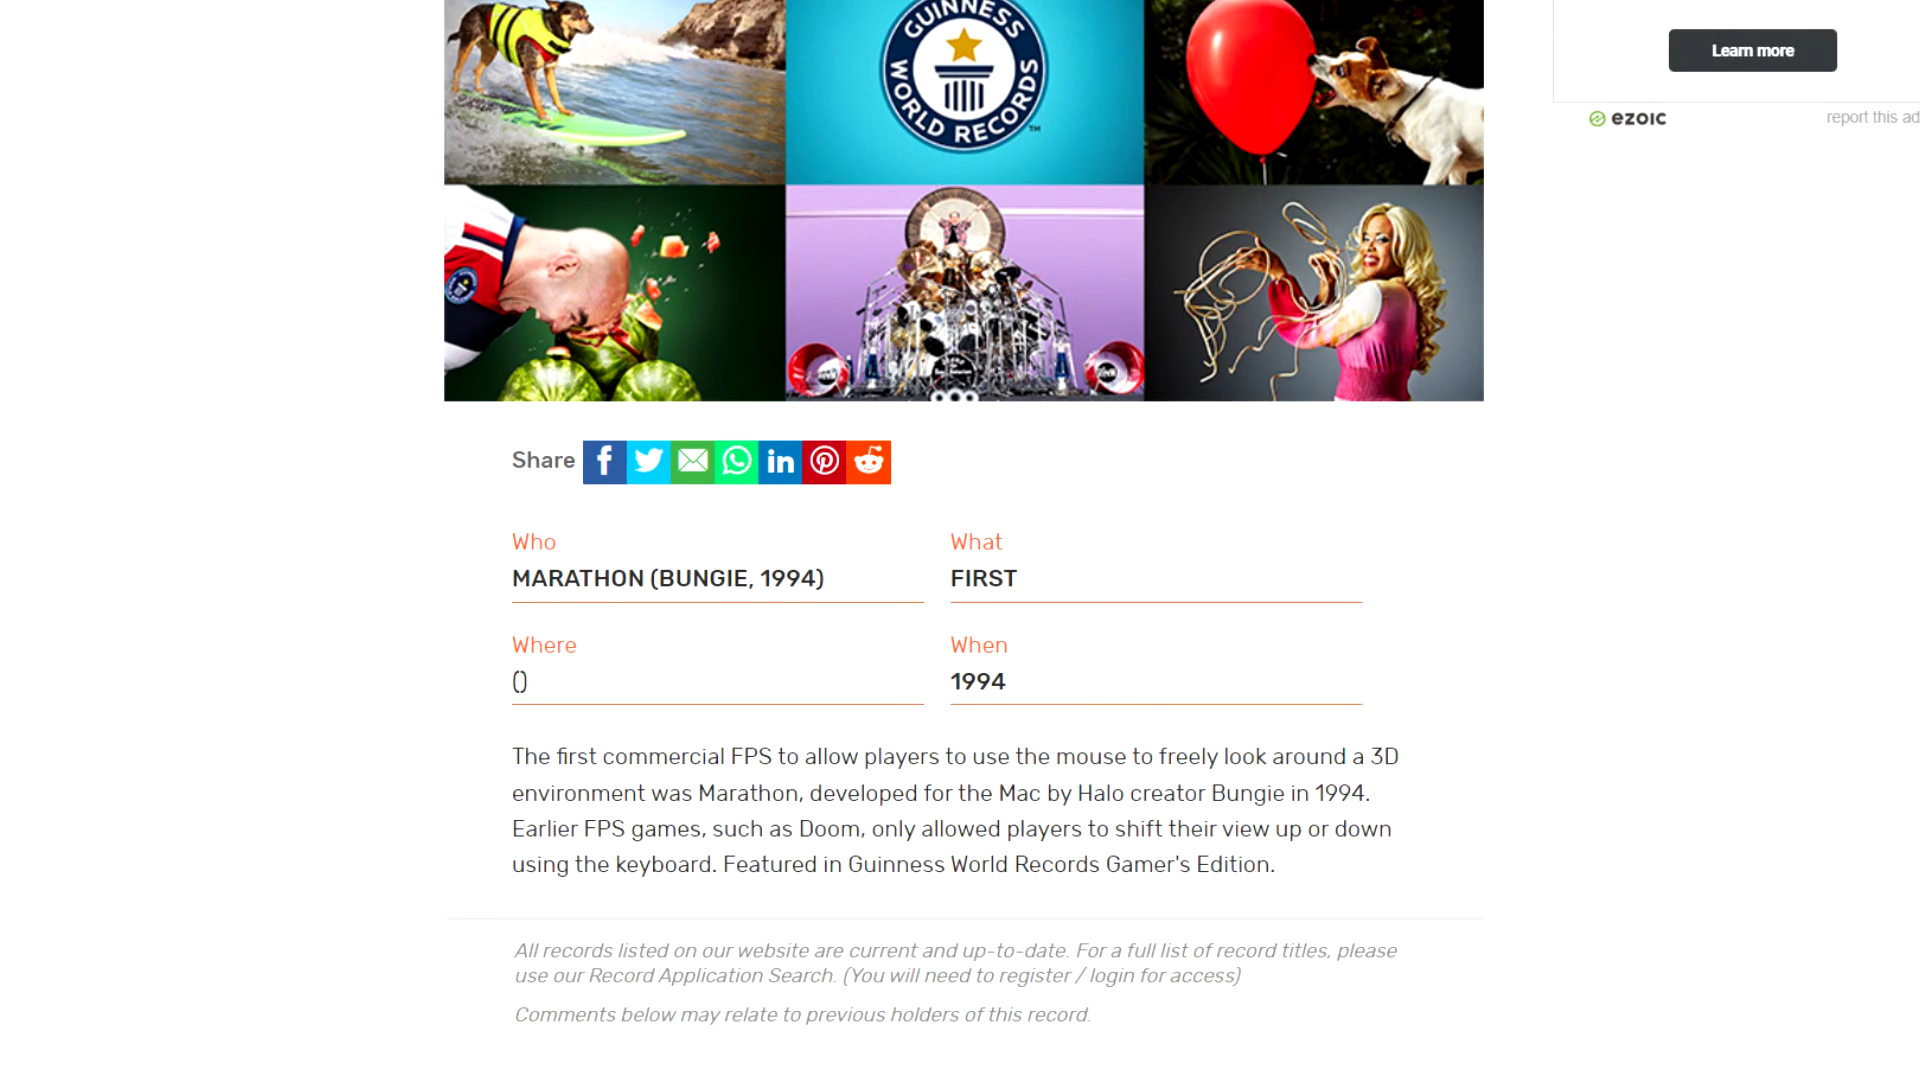 GUINNESS
WORLD RECORDS
™
Learn more
ezoic
report this ad
Share
Who
MARATHON (BUNGIE, 1994)
What
FIRST
Where
()
When
1994
The first commercial FPS to allow players to use the mouse to freely look around a 3D
environment was Marathon, developed for the Mac by Halo creator Bungie in 1994.
Earlier FPS games, such as Doom, only allowed players to shift their view up or down
using the keyboard. Featured in Guinness World Records Gamer's Edition.
All records listed on our website are current and up-to-date. For a full list of record titles, please
use our Record Application Search. (You will need to register / login for access)
Comments below may relate to previous holders of this record.